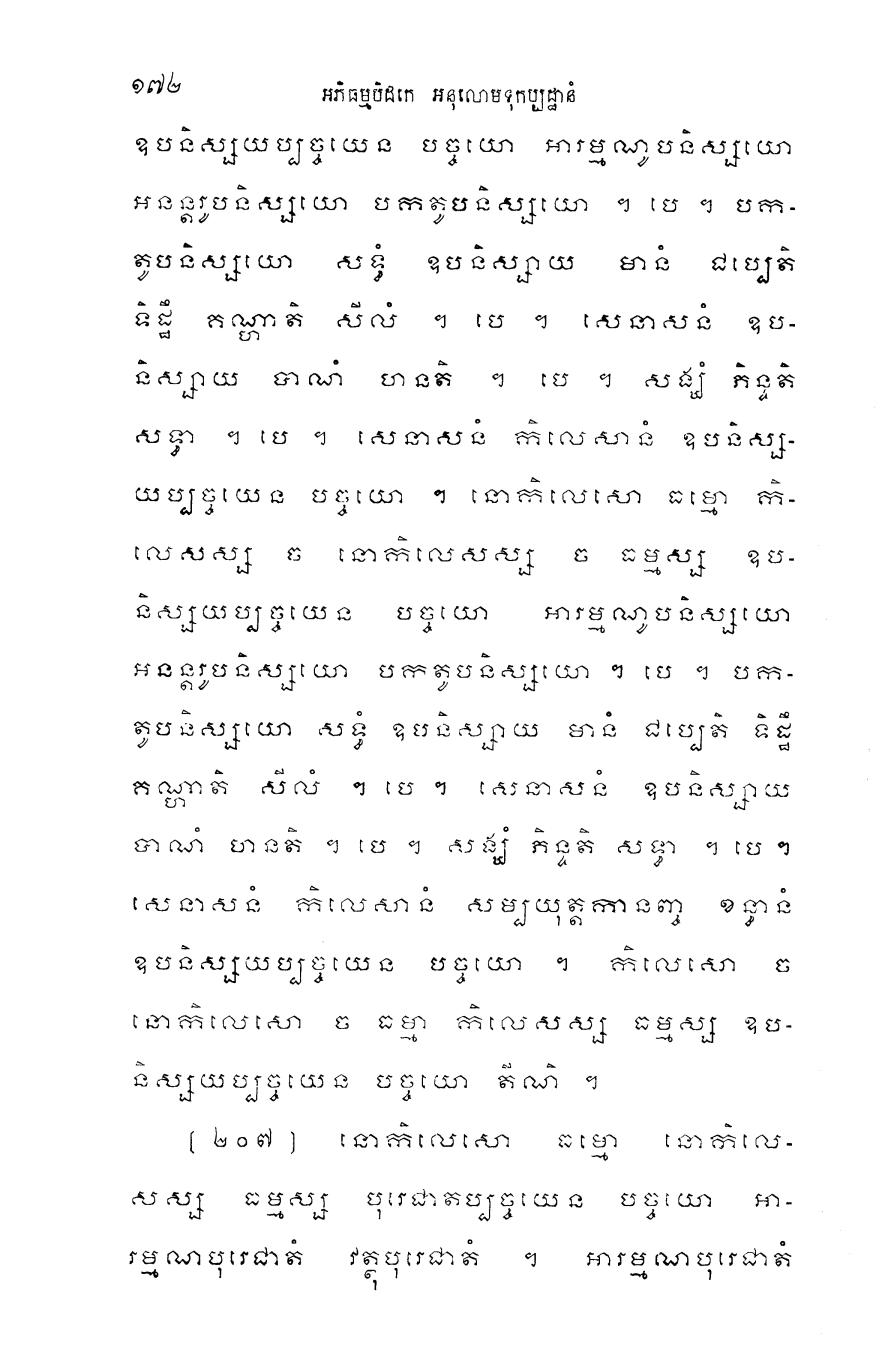 ១៧២
អភិធម្មបិដកេ អនុលោមទុកប្បដ្ឋានំ
ឧបនិស្សយប្បច្ចយេន បច្ចយោ អារម្មណូបនិស្សយោ
អនន្តរូបនិស្សយោ បកតូបនិស្សយោ ។ បេ ។ បក-
តូបនិស្សយោ សទ្ធំ ឧបនិស្សាយ មានំ ជប្បេតិ
ទិដ្ឋឹ គណ្ហាតិ សីលំ ។ បេ ។ សេនាសនំ ឧប-
និស្សាយ បាណំ ហនតិ ។ បេ ។ សង្ឃំ ភិន្ទតិ
សទ្ធា ។ បេ ។ សេនាសនំ កិលេសានំ ឧបនិស្ស-
យប្បច្ចយេន បច្ចយោ ។ នោកិលេសោ ធម្មោ កិ-
លេសស្ស ច នោកិលេសស្ស ច ធម្មស្ស ឧប-
និស្សយប្បច្ចយេន បច្ចយោ អារម្មណូបនិស្សយោ
អនន្តរូបនិស្សយោ បកតូបនិស្សយោ ។ បេ ។ បក-
តូបនិស្សយោ សទ្ធំ ឧបនិស្សាយ មានំ ជប្បេតិ ទិដ្ឋឹ
គណ្ហាតិ សីលំ ។ បេ ។ សេនាសនំ ឧបនិស្សាយ
បាណំ ហនតិ ។ បេ ។ សង្ឃំ ភិន្ទតិ សទ្ធា ។ បេ ។
សេនាសនំ កិលេសានំ សម្បយុត្តកានញ្ច ខន្ធានំ
ឧបនិស្សយប្បច្ចយេន បច្ចយោ ។ កិលេសោ ច
នោកិលេសោ ច ធម្មា កិលេសស្ស ធម្មស្ស ឧប-
និស្សយប្បច្ចយេន បច្ចយោ តីណិ ។
[២០៧] នោកិលេសោ ធម្មោ នោកិលេ-
សស្ស ធម្មស្ស បុរេជាតប្បច្ចយេន បច្ចយោ អា-
រម្មណបុរេជាតំ វត្ថុបុរេជាតំ ។ អារម្មណបុរេជាតំ